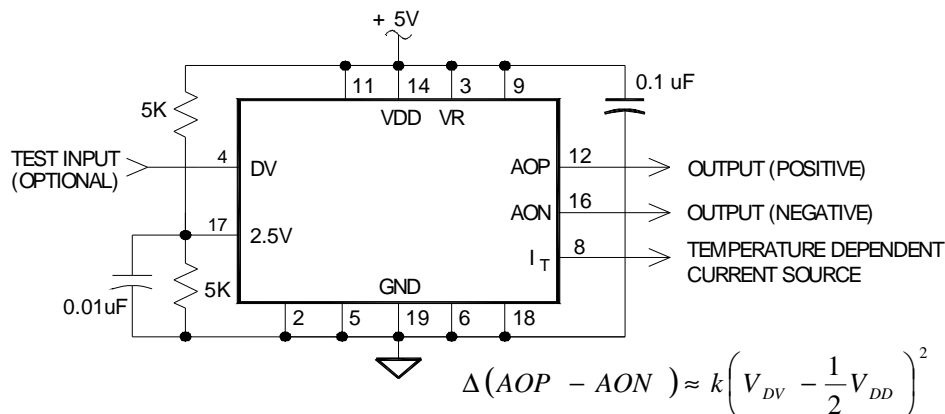 + 5V
11 14 3 9
0.1 uF
5K
VDD VR
TEST INPUT
(OPTIONAL)
4
DV
AOP
12
OUTPUT (POSITIVE)
AON
16
OUTPUT (NEGATIVE)
17
2.5V
I T
8
TEMPERATURE DEPENDENT
CURRENT SOURCE
0.01uF
5K
GND
2 5 19 6 18
Δ(AOP - AON) ≈ k(V_DV - 1/2 V_DD)^2